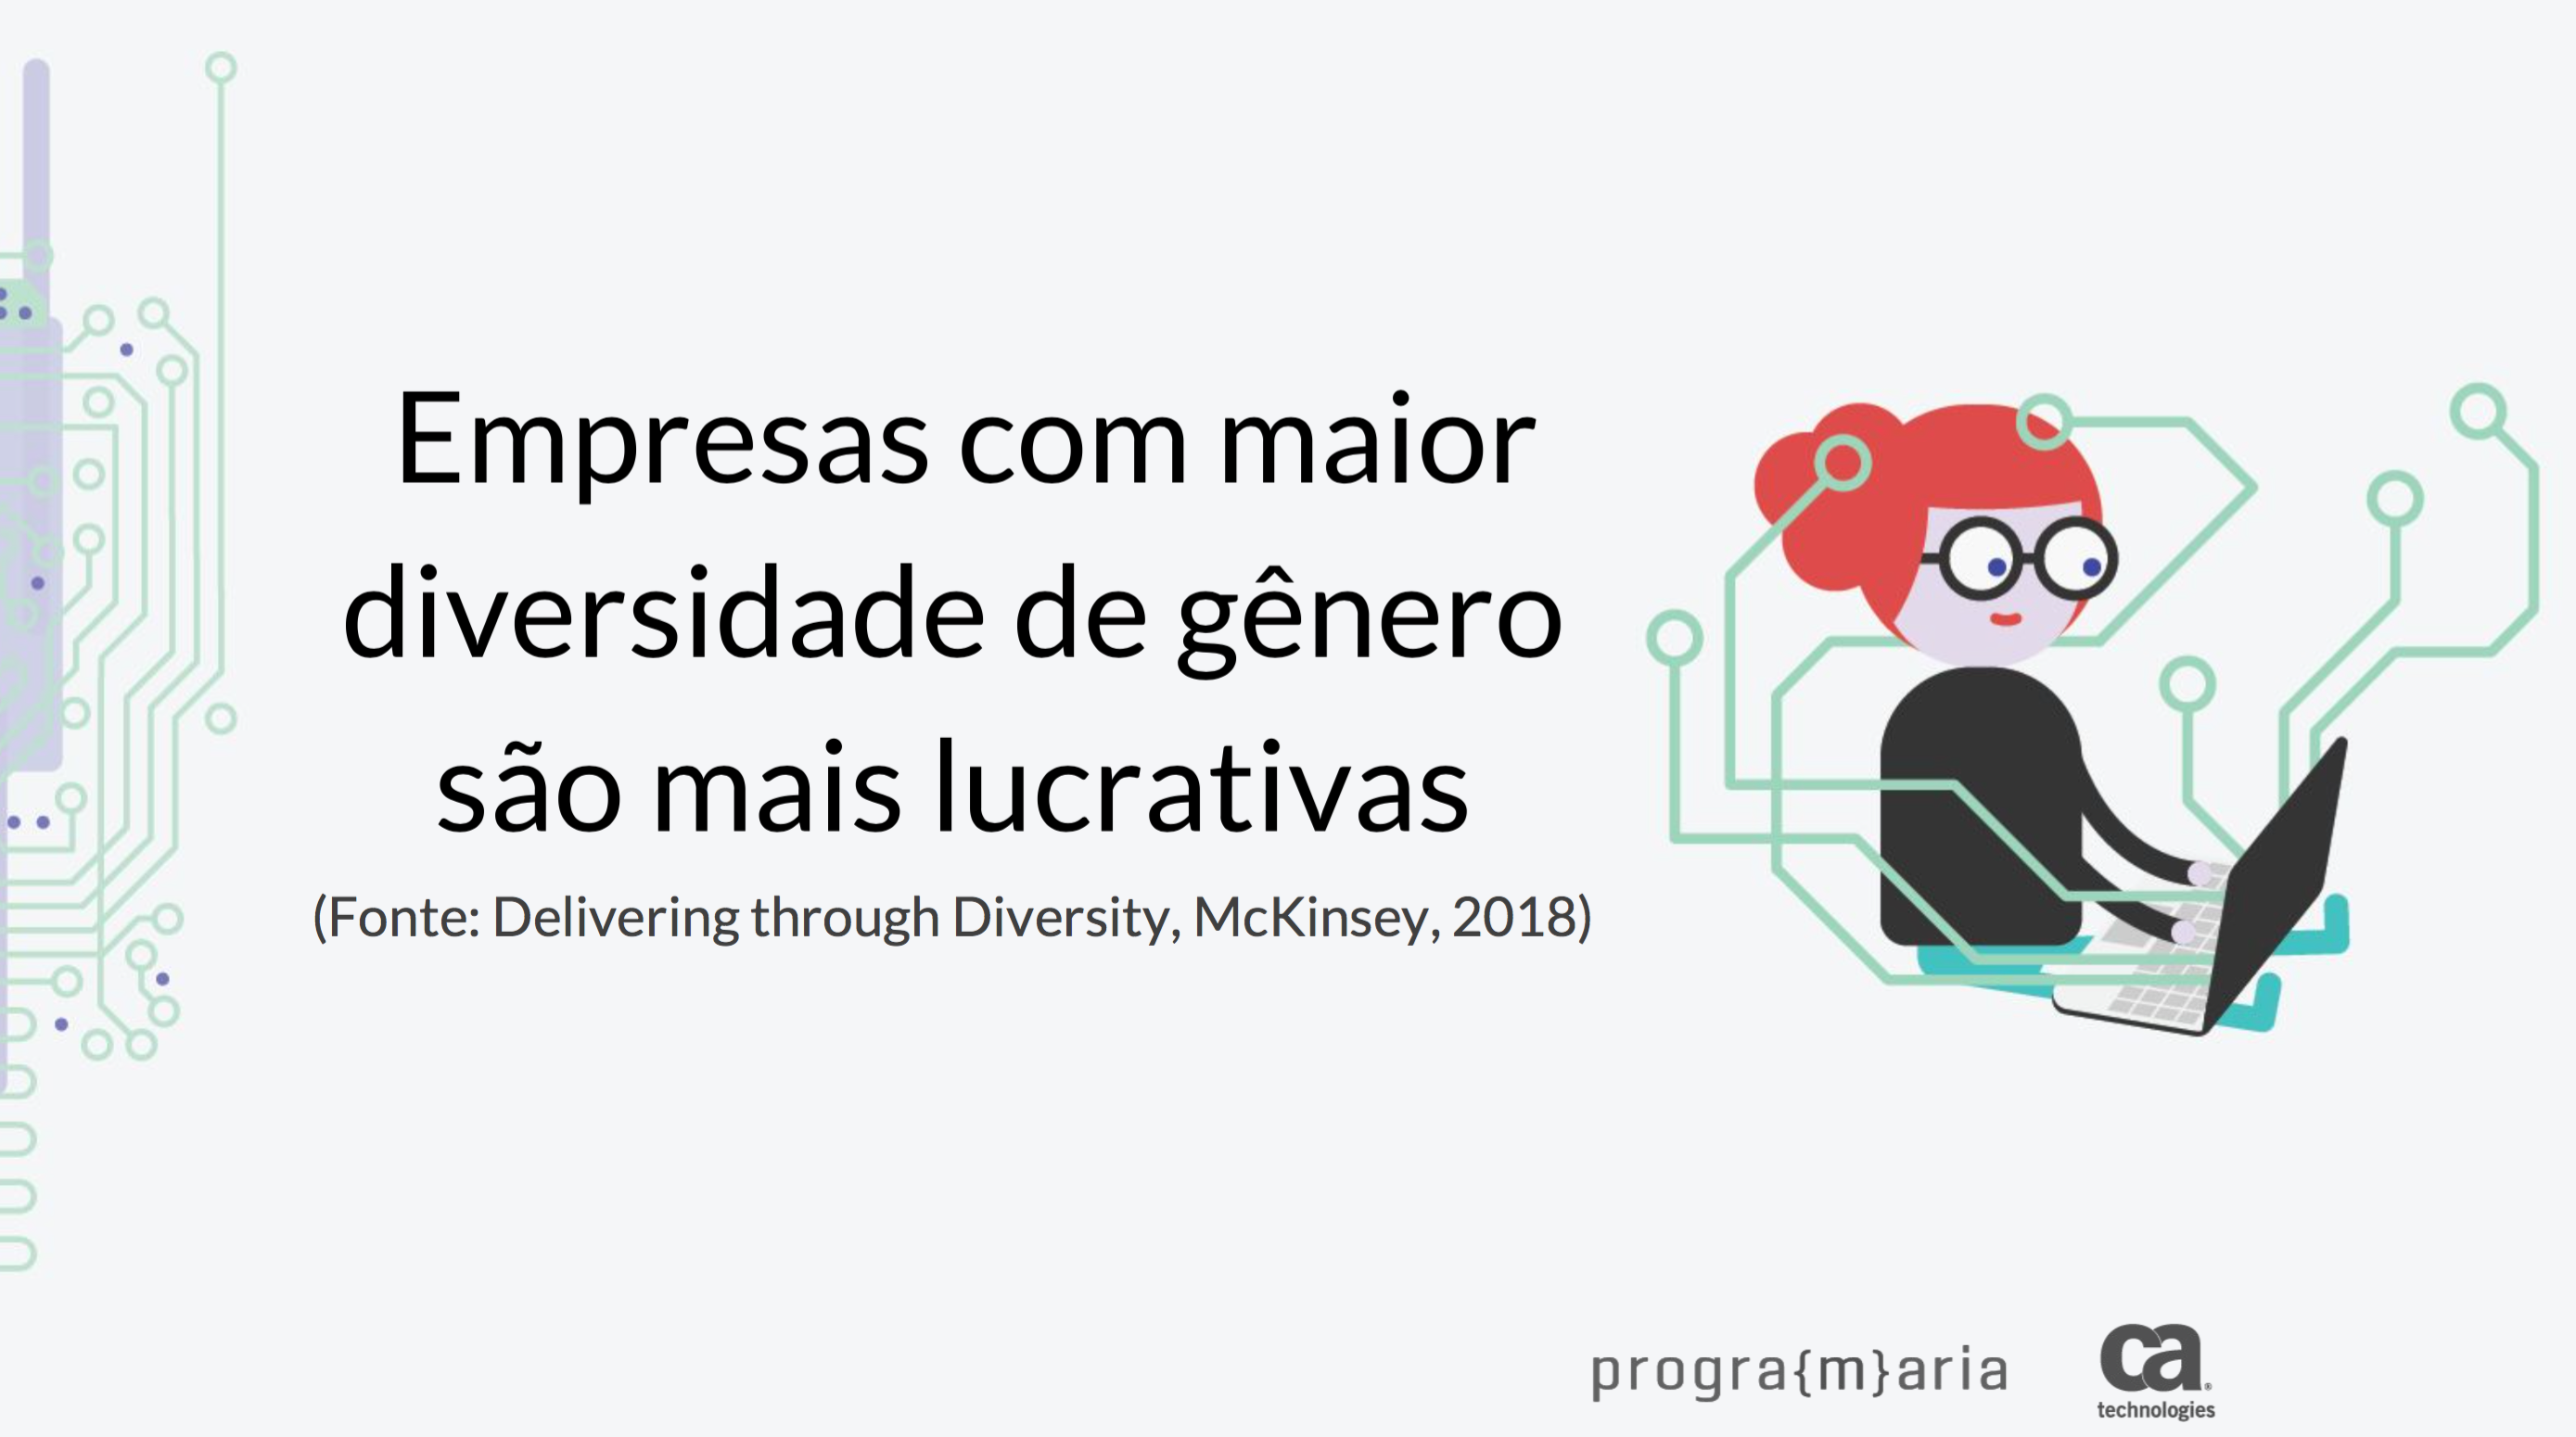 Empresas com maior
diversidade de gênero
são mais lucrativas
(Fonte: Delivering through Diversity, McKinsey, 2018)
progra{m}aria
ca®
technologies